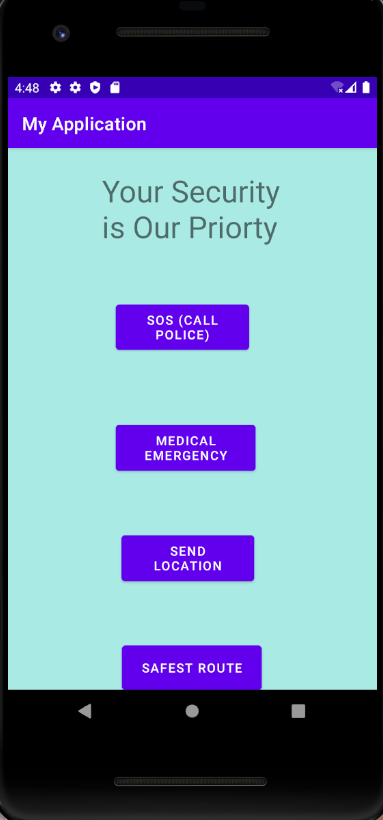 4:48
My Application
Your Security
is Our Priorty
SOS (CALL
POLICE)
MEDICAL
EMERGENCY
SEND
LOCATION
SAFEST ROUTE